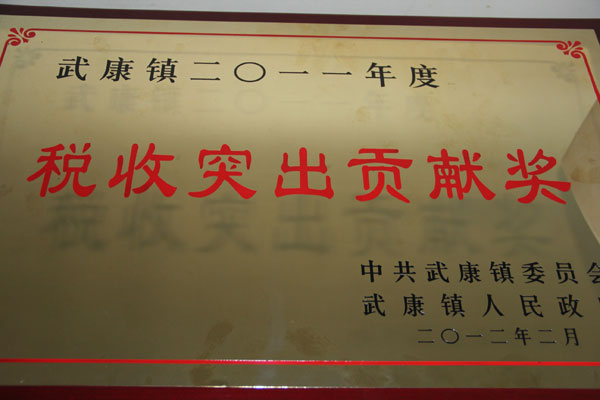 武康镇二〇一一年度
税收突出贡献奖
中共武康镇委员会
武康镇人民政
二〇一二年二月